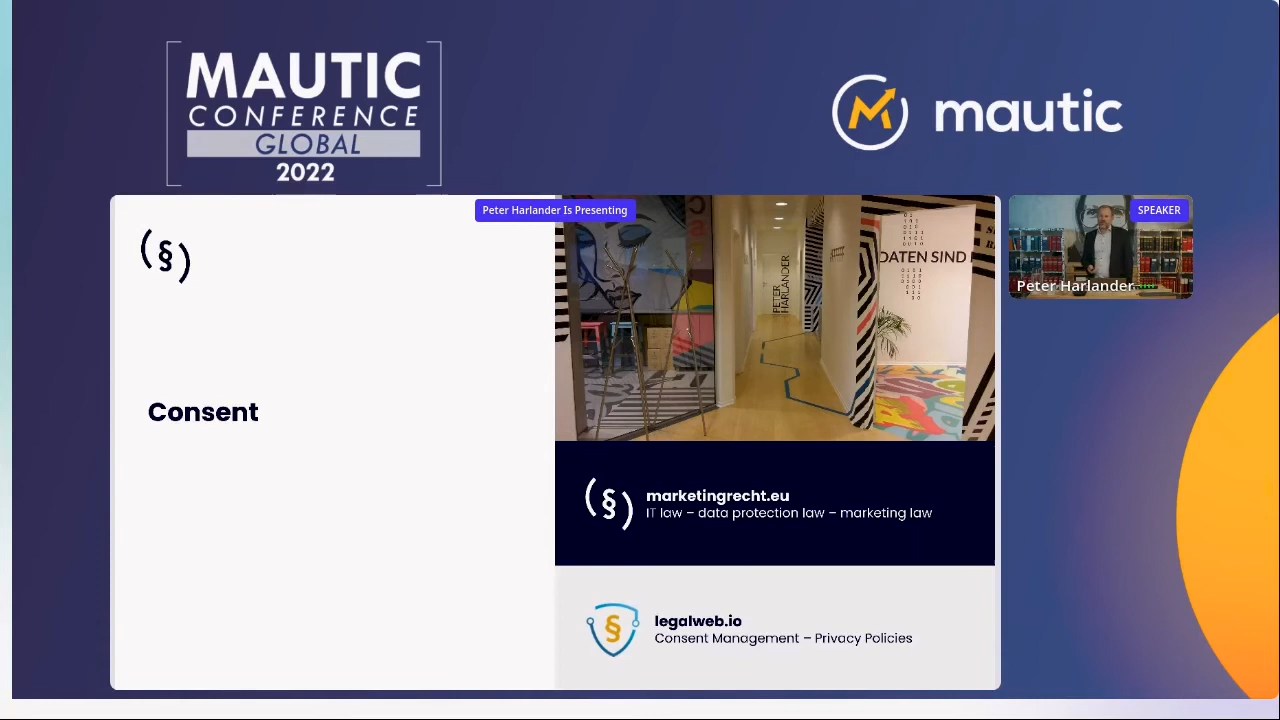 MAUTIC
CONFERENCE
GLOBAL
2022
mautic
Peter Harlander Is Presenting
SPEAKER
Peter Harlander
(§)
Consent
PETER
HARLANDER
DATEN SIND
(§)
marketingrecht.eu
IT law – data protection law – marketing law
§
legalweb.io
Consent Management – Privacy Policies